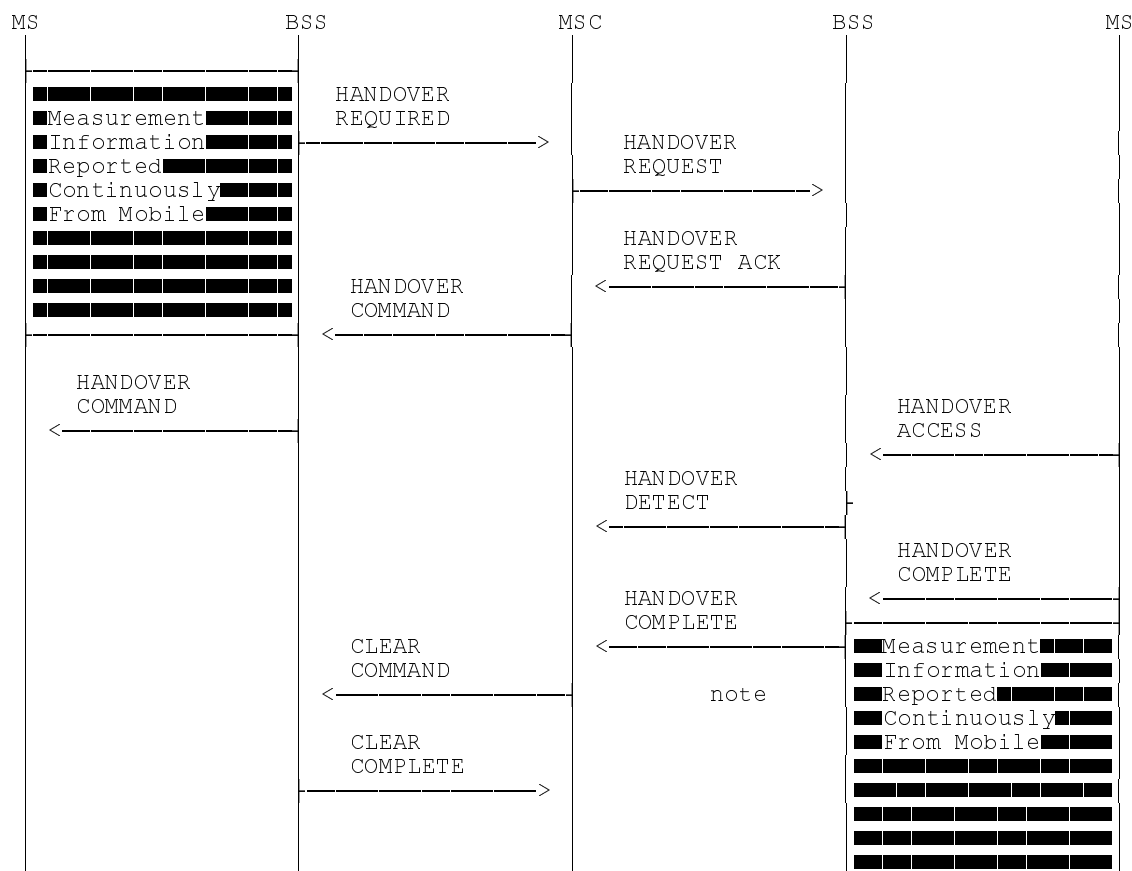 MS BSS MSC BSS MS
HANDOVER
Measurement REQUIRED
Information HANDOVER
Reported REQUEST
Continuously
From Mobile
HANDOVER
REQUEST ACK
HANDOVER
COMMAND
HANDOVER
COMMAND HANDOVER
ACCESS
HANDOVER
DETECT
HANDOVER
COMPLETE
HANDOVER
COMPLETE
CLEAR Measurement
COMMAND Information
note Reported
Continuously
CLEAR From Mobile
COMPLETE